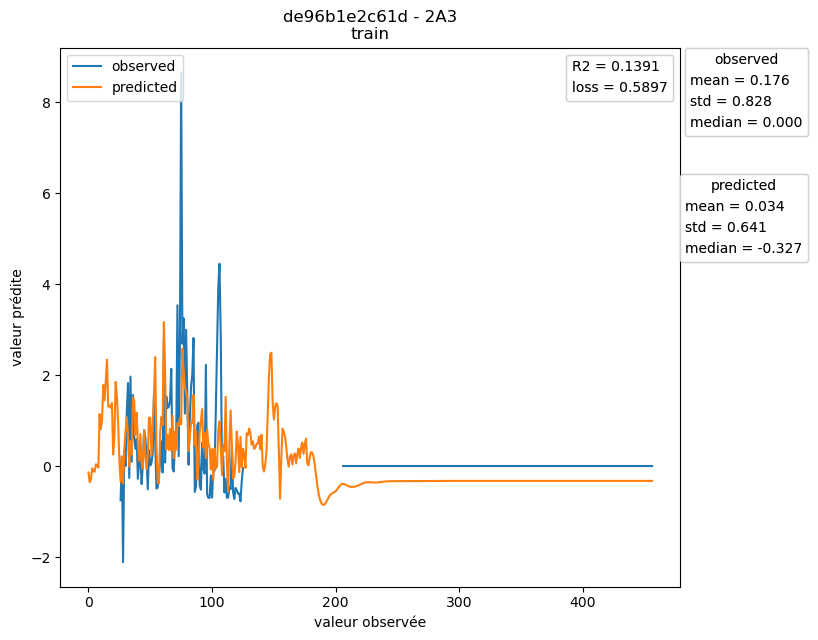 de96b1e2c61d - 2A3
train
observed
predicted
R2 = 0.1391
loss = 0.5897
observed
mean = 0.176
std = 0.828
median = 0.000
predicted
mean = 0.034
std = 0.641
median = -0.327
valeur prédite
8
6
4
2
0
−2
0 100 200 300 400
valeur observée